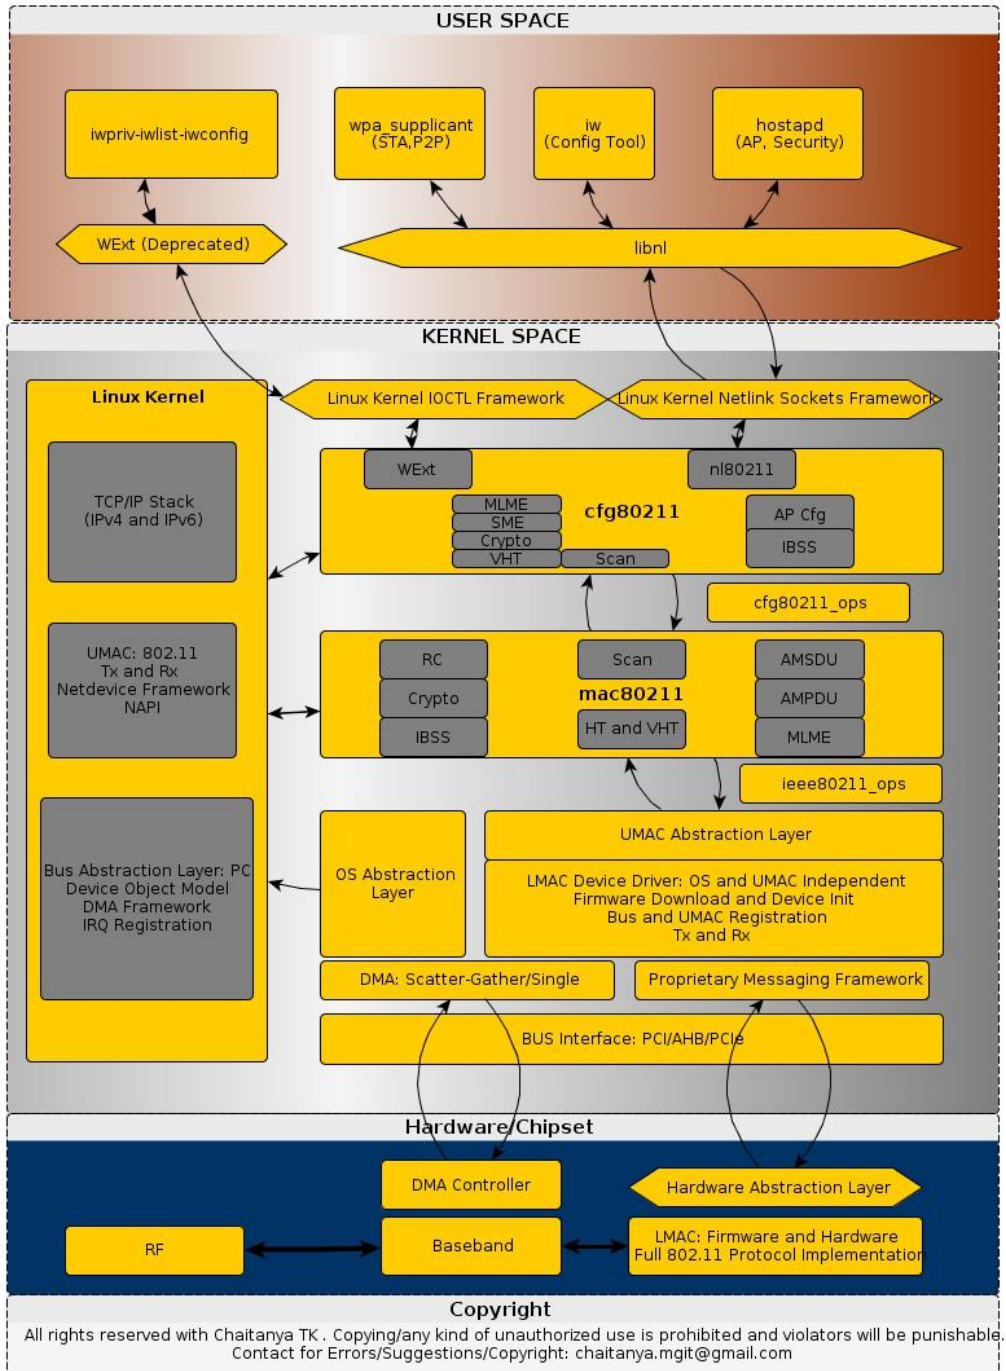 USER SPACE
iwpriv-iwlist-iwconfig
wpa_supplicant
(STA,P2P)
iw
(Config Tool)
hostapd
(AP, Security)
WExt (Deprecated)
libnl
KERNEL SPACE
Linux Kernel
Linux Kernel IOCTL Framework
Linux Kernel Netlink Sockets Framework
TCP/IP Stack
(IPv4 and IPv6)
WExt
nl80211
MLME
SME
Crypto
VHT
Scan
cfg80211
AP Cfg
IBSS
cfg80211_ops
UMAC: 802.11
Tx and Rx
Netdevice Framework
NAPI
RC
Crypto
IBSS
Scan
mac80211
HT and VHT
AMSDU
AMPDU
MLME
ieee80211_ops
Bus Abstraction Layer: PC
Device Object Model
DMA Framework
IRQ Registration
OS Abstraction
Layer
UMAC Abstraction Layer
LMAC Device Driver: OS and UMAC Independent
Firmware Download and Device Init
Bus and UMAC Registration
Tx and Rx
DMA: Scatter-Gather/Single
Proprietary Messaging Framework
BUS Interface: PCI/AHB/PCIe
Hardware/Chipset
DMA Controller
Hardware Abstraction Layer
RF
Baseband
LMAC: Firmware and Hardware
Full 802.11 Protocol Implementation
Copyright
All rights reserved with Chaitanya TK . Copying/any kind of unauthorized use is prohibited and violators will be punishable.
Contact for Errors/Suggestions/Copyright: chaitanya.mgit@gmail.com